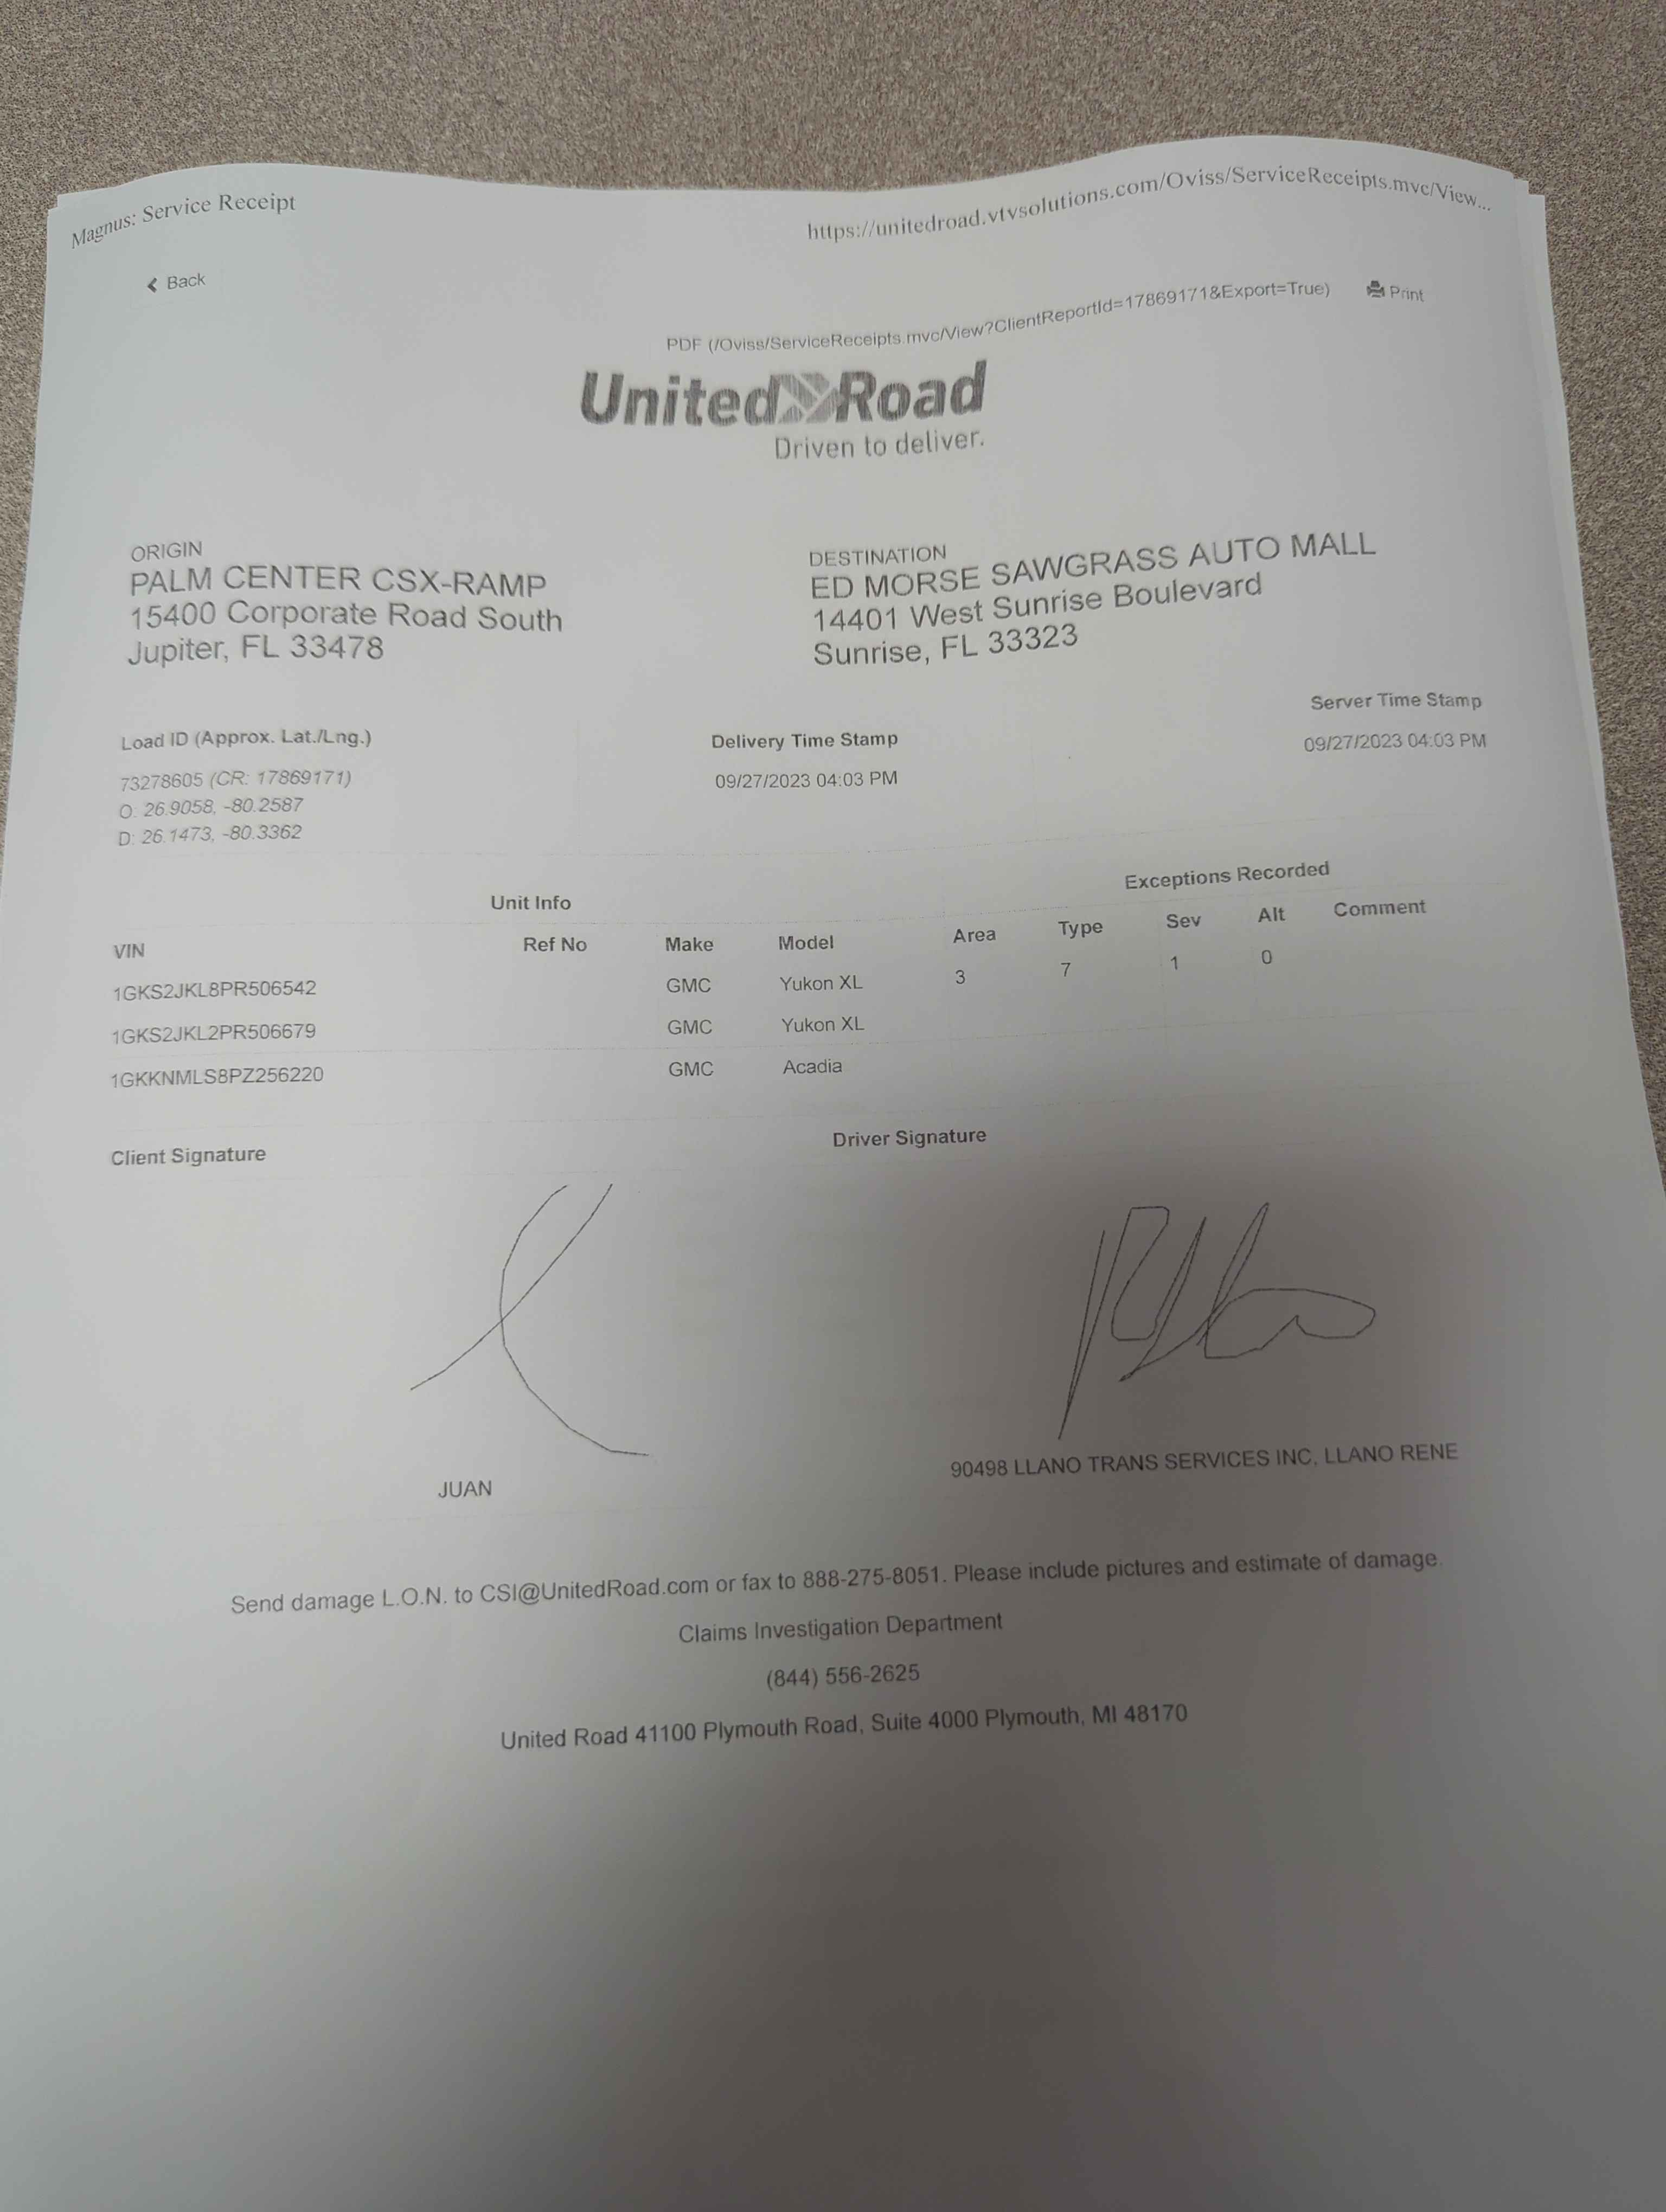 Magnus: Service Receipt
https://unitedroad.vtvsolutions.com/Oviss/ServiceReceipts.mvc/View...
Back
PDF (/Oviss/ServiceReceipts.mvc/View?ClientReportId=17869171&Export=True)
Print
United Road
Driven to deliver.
ORIGIN
PALM CENTER CSX-RAMP
15400 Corporate Road South
Jupiter, FL 33478
DESTINATION
ED MORSE SAWGRASS AUTO MALL
14401 West Sunrise Boulevard
Sunrise, FL 33323
Load ID (Approx. Lat./Lng.)
73278605 (CR: 17869171)
O: 26.9058, -80.2587
D: 26.1473, -80.3362
Delivery Time Stamp
09/27/2023 04:03 PM
Server Time Stamp
09/27/2023 04:03 PM
Unit Info Exceptions Recorded
VIN Ref No Make Model Area Type Sev Alt Comment
1GKS2JKL8PR506542 GMC Yukon XL 3 7 1 0
1GKS2JKL2PR506679 GMC Yukon XL
1GKKNMLS8PZ256220 GMC Acadia
Client Signature
Driver Signature
JUAN
90498 LLANO TRANS SERVICES INC, LLANO RENE
Send damage L.O.N. to CSI@UnitedRoad.com or fax to 888-275-8051. Please include pictures and estimate of damage.
Claims Investigation Department
(844) 556-2625
United Road 41100 Plymouth Road, Suite 4000 Plymouth, MI 48170